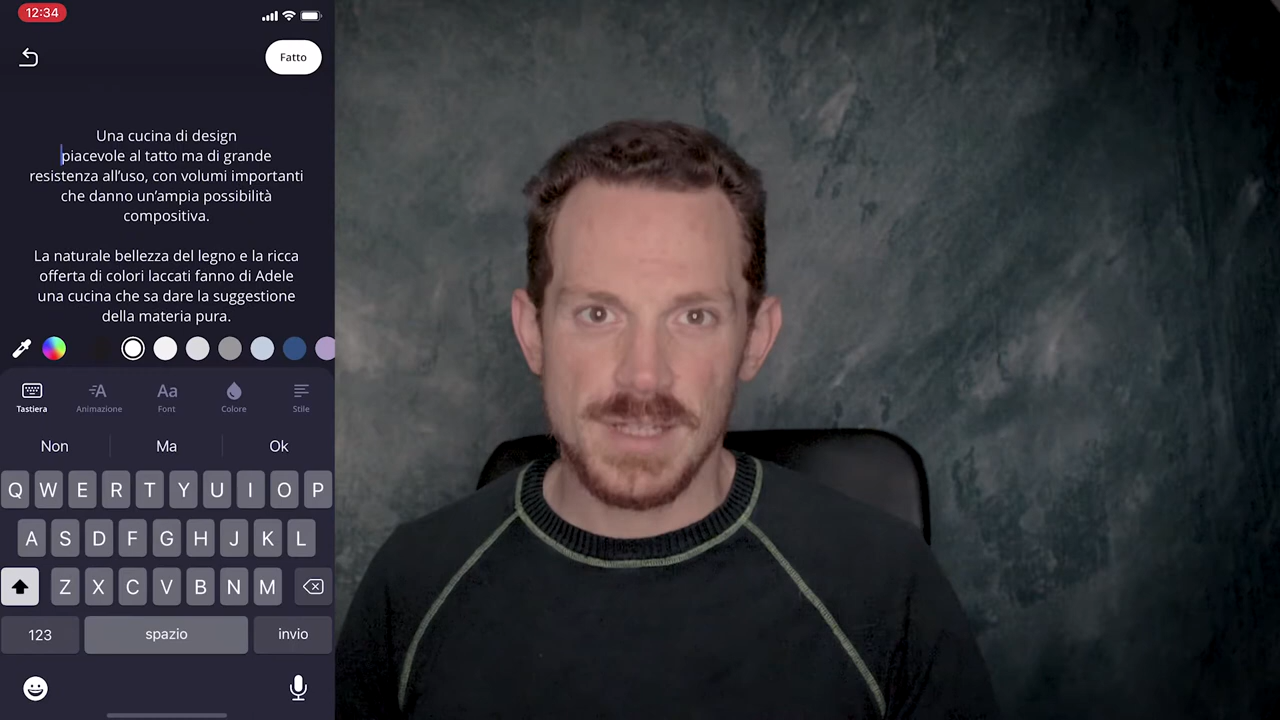 12:34
Fatto
Una cucina di design
piacevole al tatto ma di grande
resistenza all'uso, con volumi importanti
che danno un'ampia possibilità
compositiva.
La naturale bellezza del legno e la ricca
offerta di colori laccati fanno di Adele
una cucina che sa dare la suggestione
della materia pura.
Tastiera Animazione Aa Font Colore Stile
Non Ma Ok
Q W E R T Y U I O P
A S D F G H J K L
Z X C V B N M
123 spazio invio